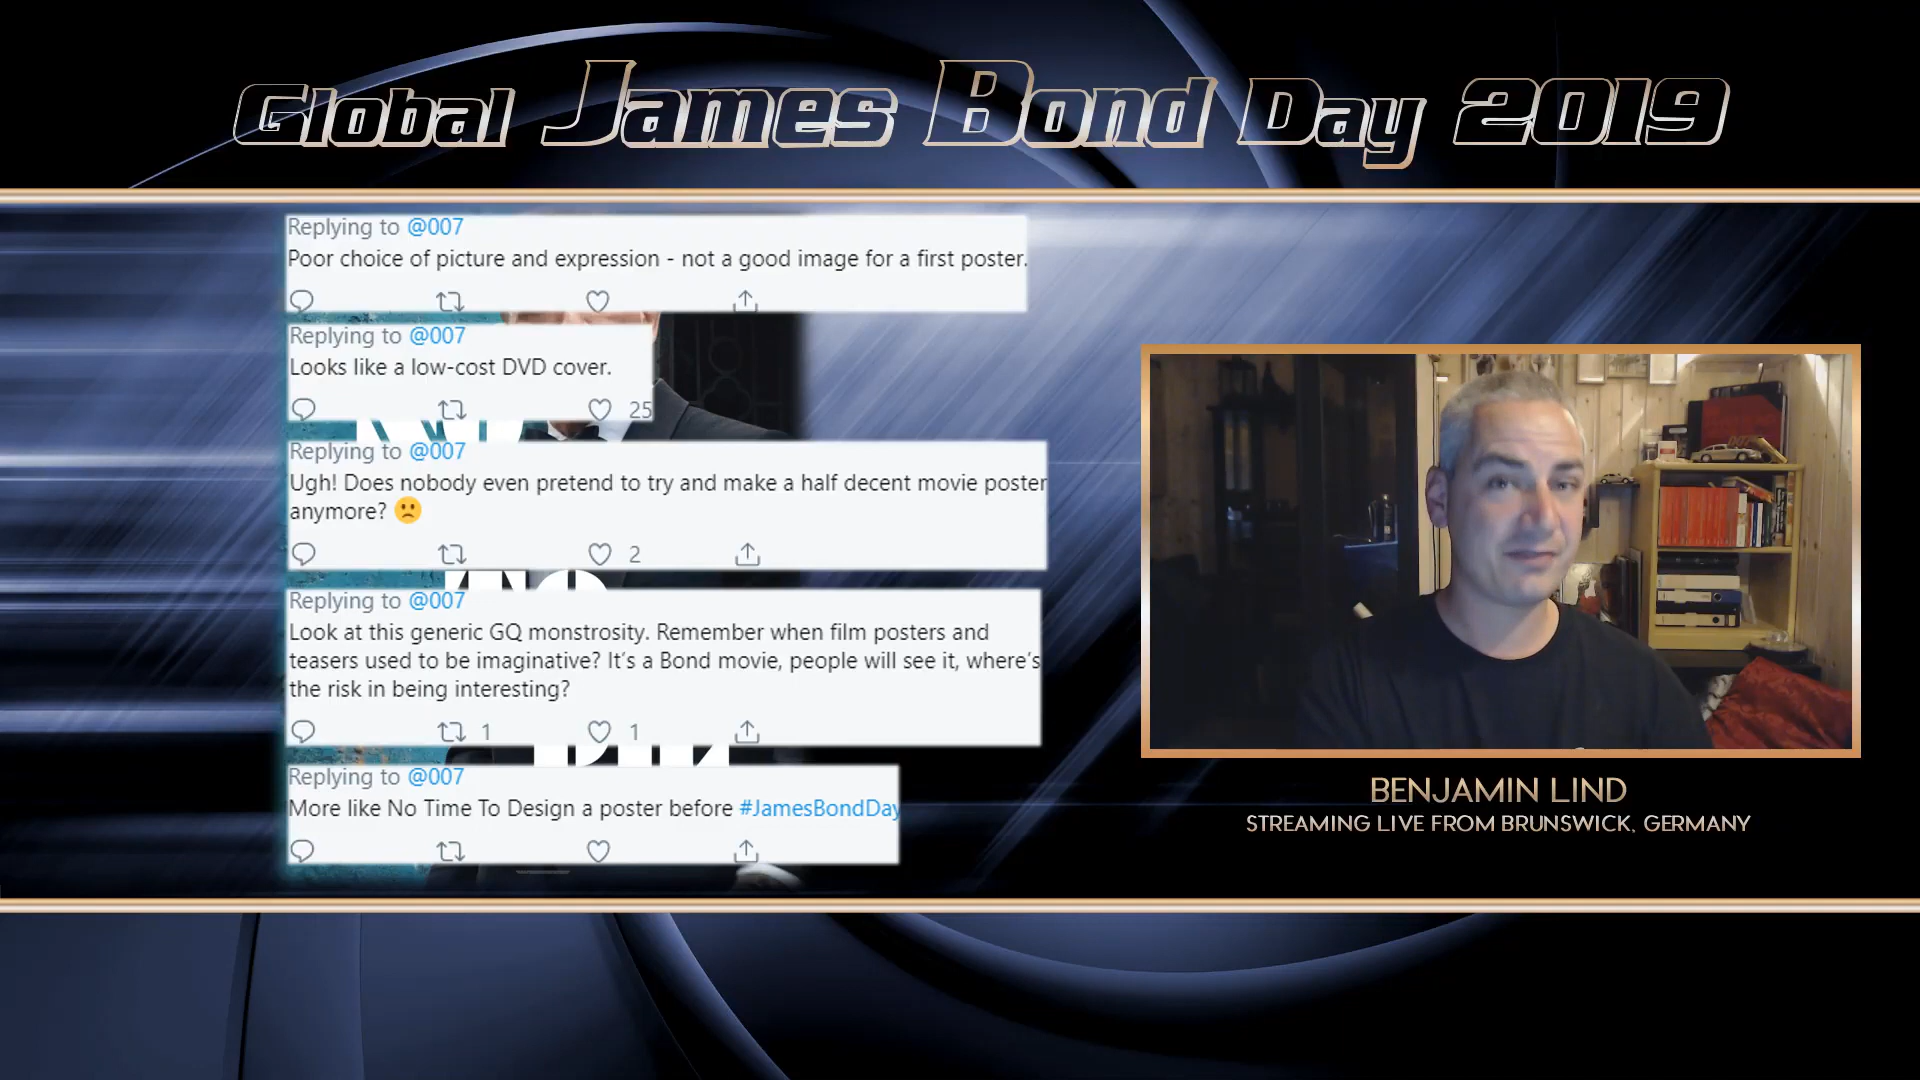 Global James Bond Day 2019
Replying to @007
Poor choice of picture and expression - not a good image for a first poster.
Replying to @007
Looks like a low-cost DVD cover.
25
Replying to @007
Ugh! Does nobody even pretend to try and make a half decent movie poster
anymore? 🙁
2
Replying to @007
Look at this generic GQ monstrosity. Remember when film posters and
teasers used to be imaginative? It's a Bond movie, people will see it, where's
the risk in being interesting?
1 1
Replying to @007
More like No Time To Design a poster before #JamesBondDay
BENJAMIN LIND
STREAMING LIVE FROM BRUNSWICK, GERMANY